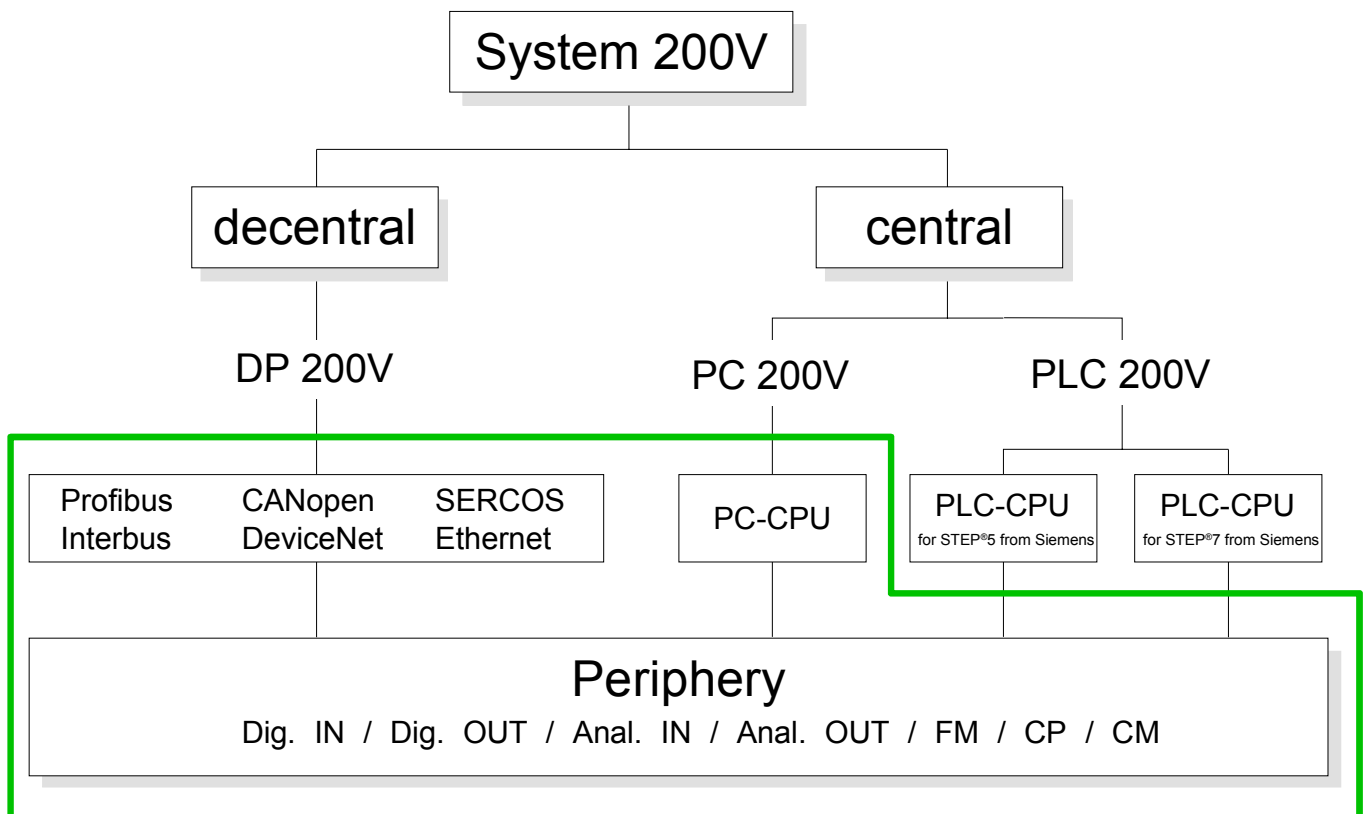 System 200V
decentral
central
DP 200V
PC 200V
PLC 200V
Profibus CANopen SERCOS
Interbus DeviceNet Ethernet
PC-CPU
PLC-CPU
for STEP®5 from Siemens
PLC-CPU
for STEP®7 from Siemens
Periphery
Dig. IN / Dig. OUT / Anal. IN / Anal. OUT / FM / CP / CM